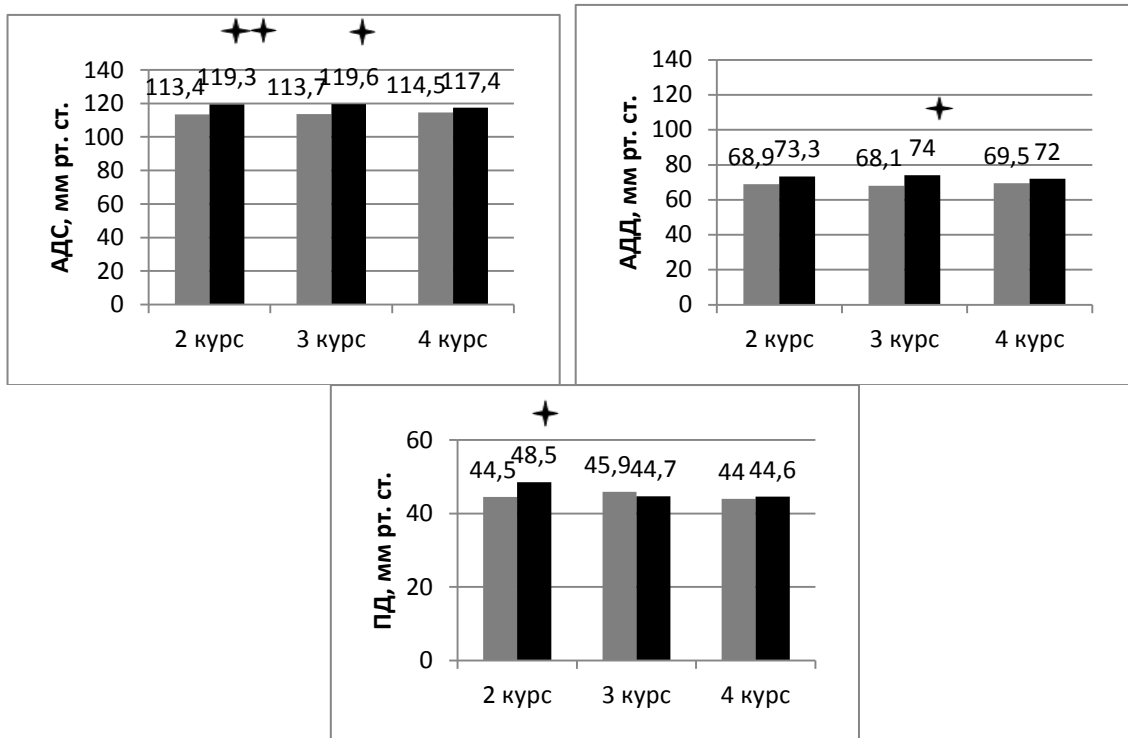 АДС, мм рт. ст.
140
120
100
80
60
40
20
0
113,4 119,3 113,7 119,6 114,5 117,4
2 курс 3 курс 4 курс
АДД, мм рт. ст.
140
120
100
80
60
40
20
0
68,9 73,3 68,1 74 69,5 72
2 курс 3 курс 4 курс
ПД, мм рт. ст.
60
40
20
0
44,5 48,5 45,9 44,7 44 44,6
2 курс 3 курс 4 курс